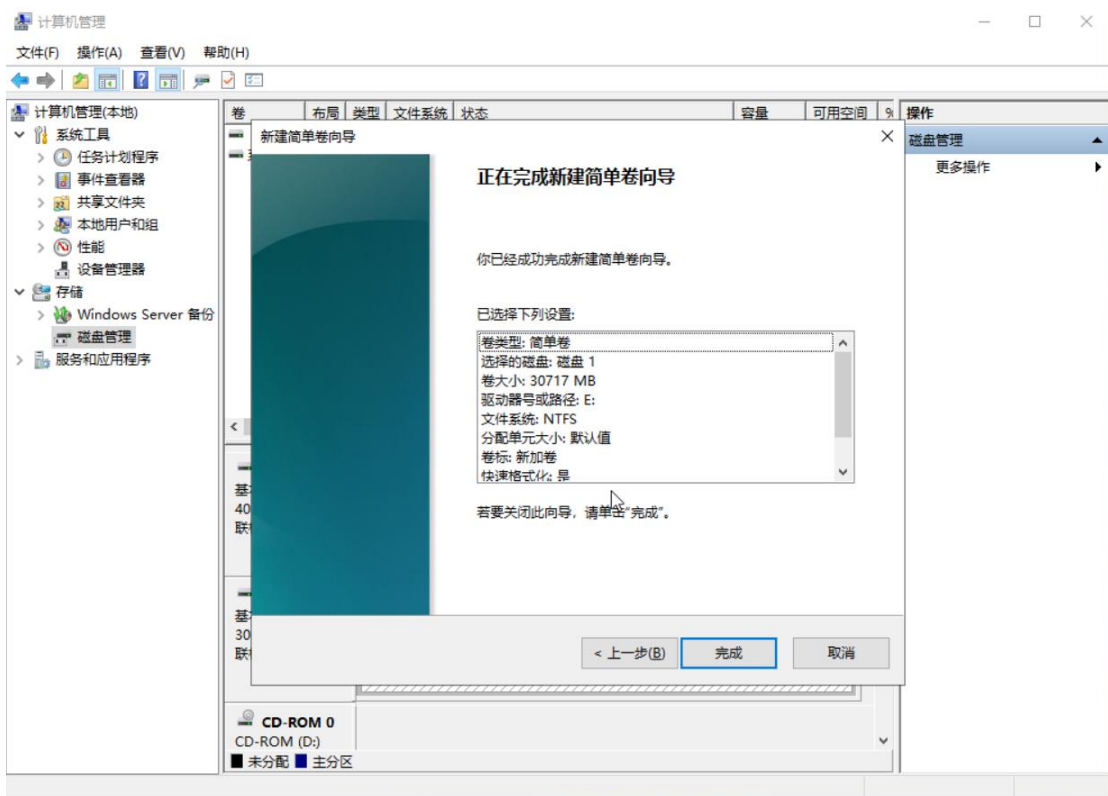 计算机管理
文件(F) 操作(A) 查看(V) 帮助(H)
计算机管理(本地)
系统工具
任务计划程序
事件查看器
共享文件夹
本地用户和组
性能
设备管理器
存储
Windows Server 备份
磁盘管理
服务和应用程序
卷 布局 类型 文件系统 状态 容量 可用空间 %
新建简单卷向导
正在完成新建简单卷向导
你已经成功完成新建简单卷向导。
已选择下列设置:
卷类型: 简单卷
选择的磁盘: 磁盘 1
卷大小: 30717 MB
驱动器号或路径: E:
文件系统: NTFS
分配单元大小: 默认值
卷标: 新加卷
快速格式化: 是
若要关闭此向导，请单击"完成"。
< 上一步(B) 完成 取消
基
40
联
基
30
联
CD-ROM 0
CD-ROM (D:)
未分配 主分区
操作
磁盘管理
更多操作